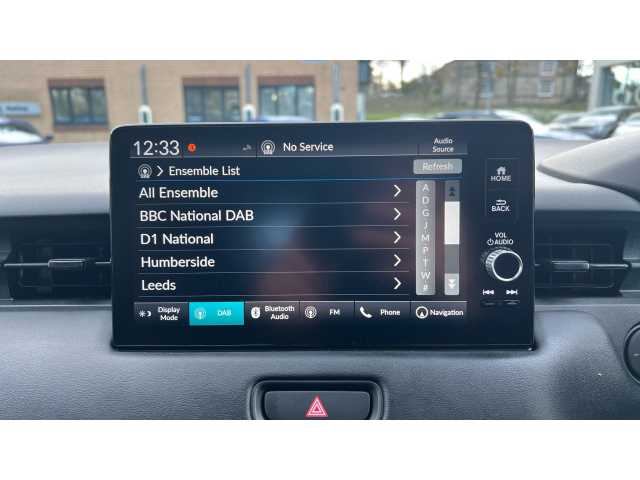 12:33
No Service
Audio Source
Ensemble List
Refresh
All Ensemble
BBC National DAB
D1 National
Humberside
Leeds
A
D
G
J
M
P
T
W
#
HOME
BACK
VOL
AUDIO
Display Mode
DAB
Bluetooth Audio
FM
Phone
Navigation